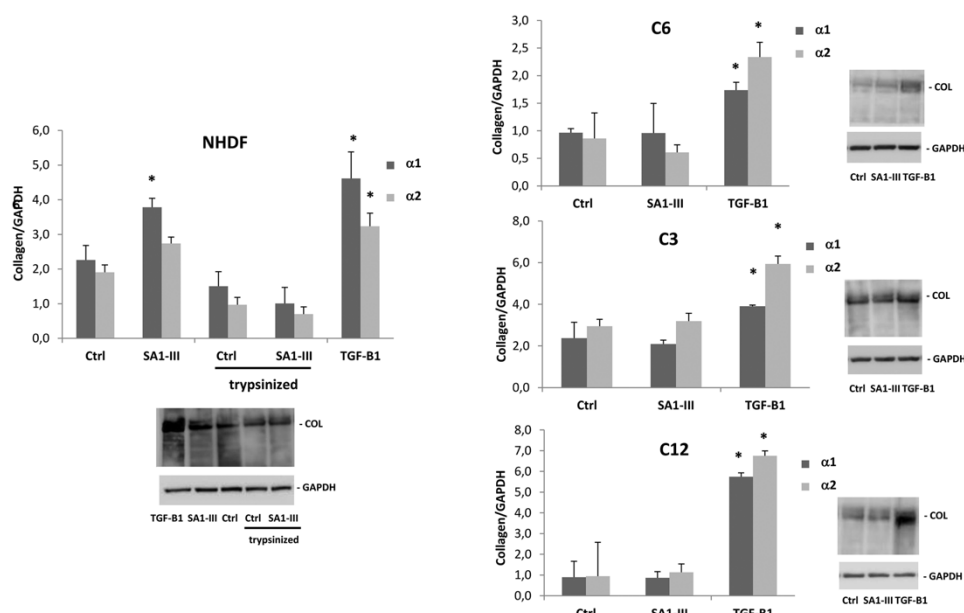 NHDF
Collagen/GAPDH
6,0
5,0
4,0
3,0
2,0
1,0
0,0
α1
α2
*
*
*
Ctrl SA1-III Ctrl SA1-III TGF-B1
trypsinized
- COL
- GAPDH
TGF-B1 SA1-III Ctrl Ctrl SA1-III
trypsinized
C6
Collagen/GAPDH
3,0
2,5
2,0
1,5
1,0
0,5
0,0
α1
α2
*
*
Ctrl SA1-III TGF-B1
- COL
- GAPDH
Ctrl SA1-III TGF-B1
C3
Collagen/GAPDH
8,0
6,0
4,0
2,0
0,0
α1
α2
*
*
Ctrl SA1-III TGF-B1
- COL
- GAPDH
Ctrl SA1-III TGF-B1
C12
Collagen/GAPDH
8,0
7,0
6,0
5,0
4,0
3,0
2,0
1,0
0,0
α1
α2
*
*
Ctrl SA1-III TGF-B1
- COL
- GAPDH
Ctrl SA1-III TGF-B1